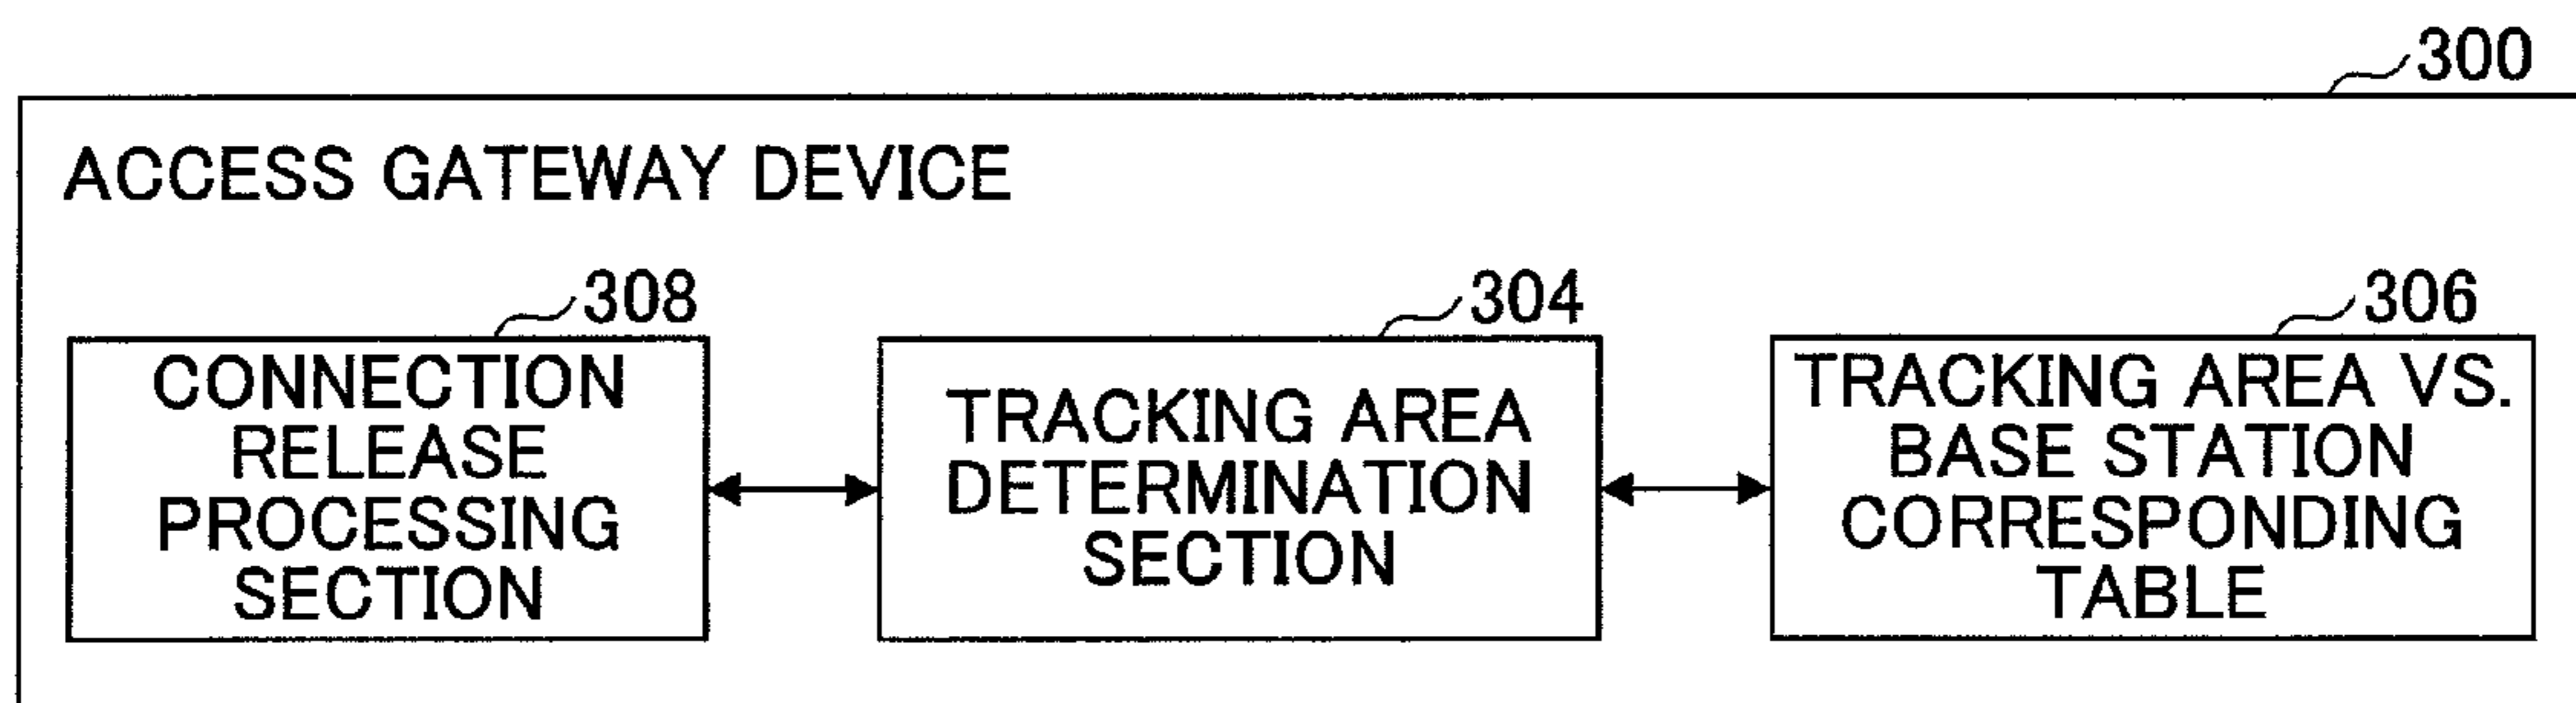 300
ACCESS GATEWAY DEVICE
308
CONNECTION
RELEASE
PROCESSING
SECTION
304
TRACKING AREA
DETERMINATION
SECTION
306
TRACKING AREA VS.
BASE STATION
CORRESPONDING
TABLE